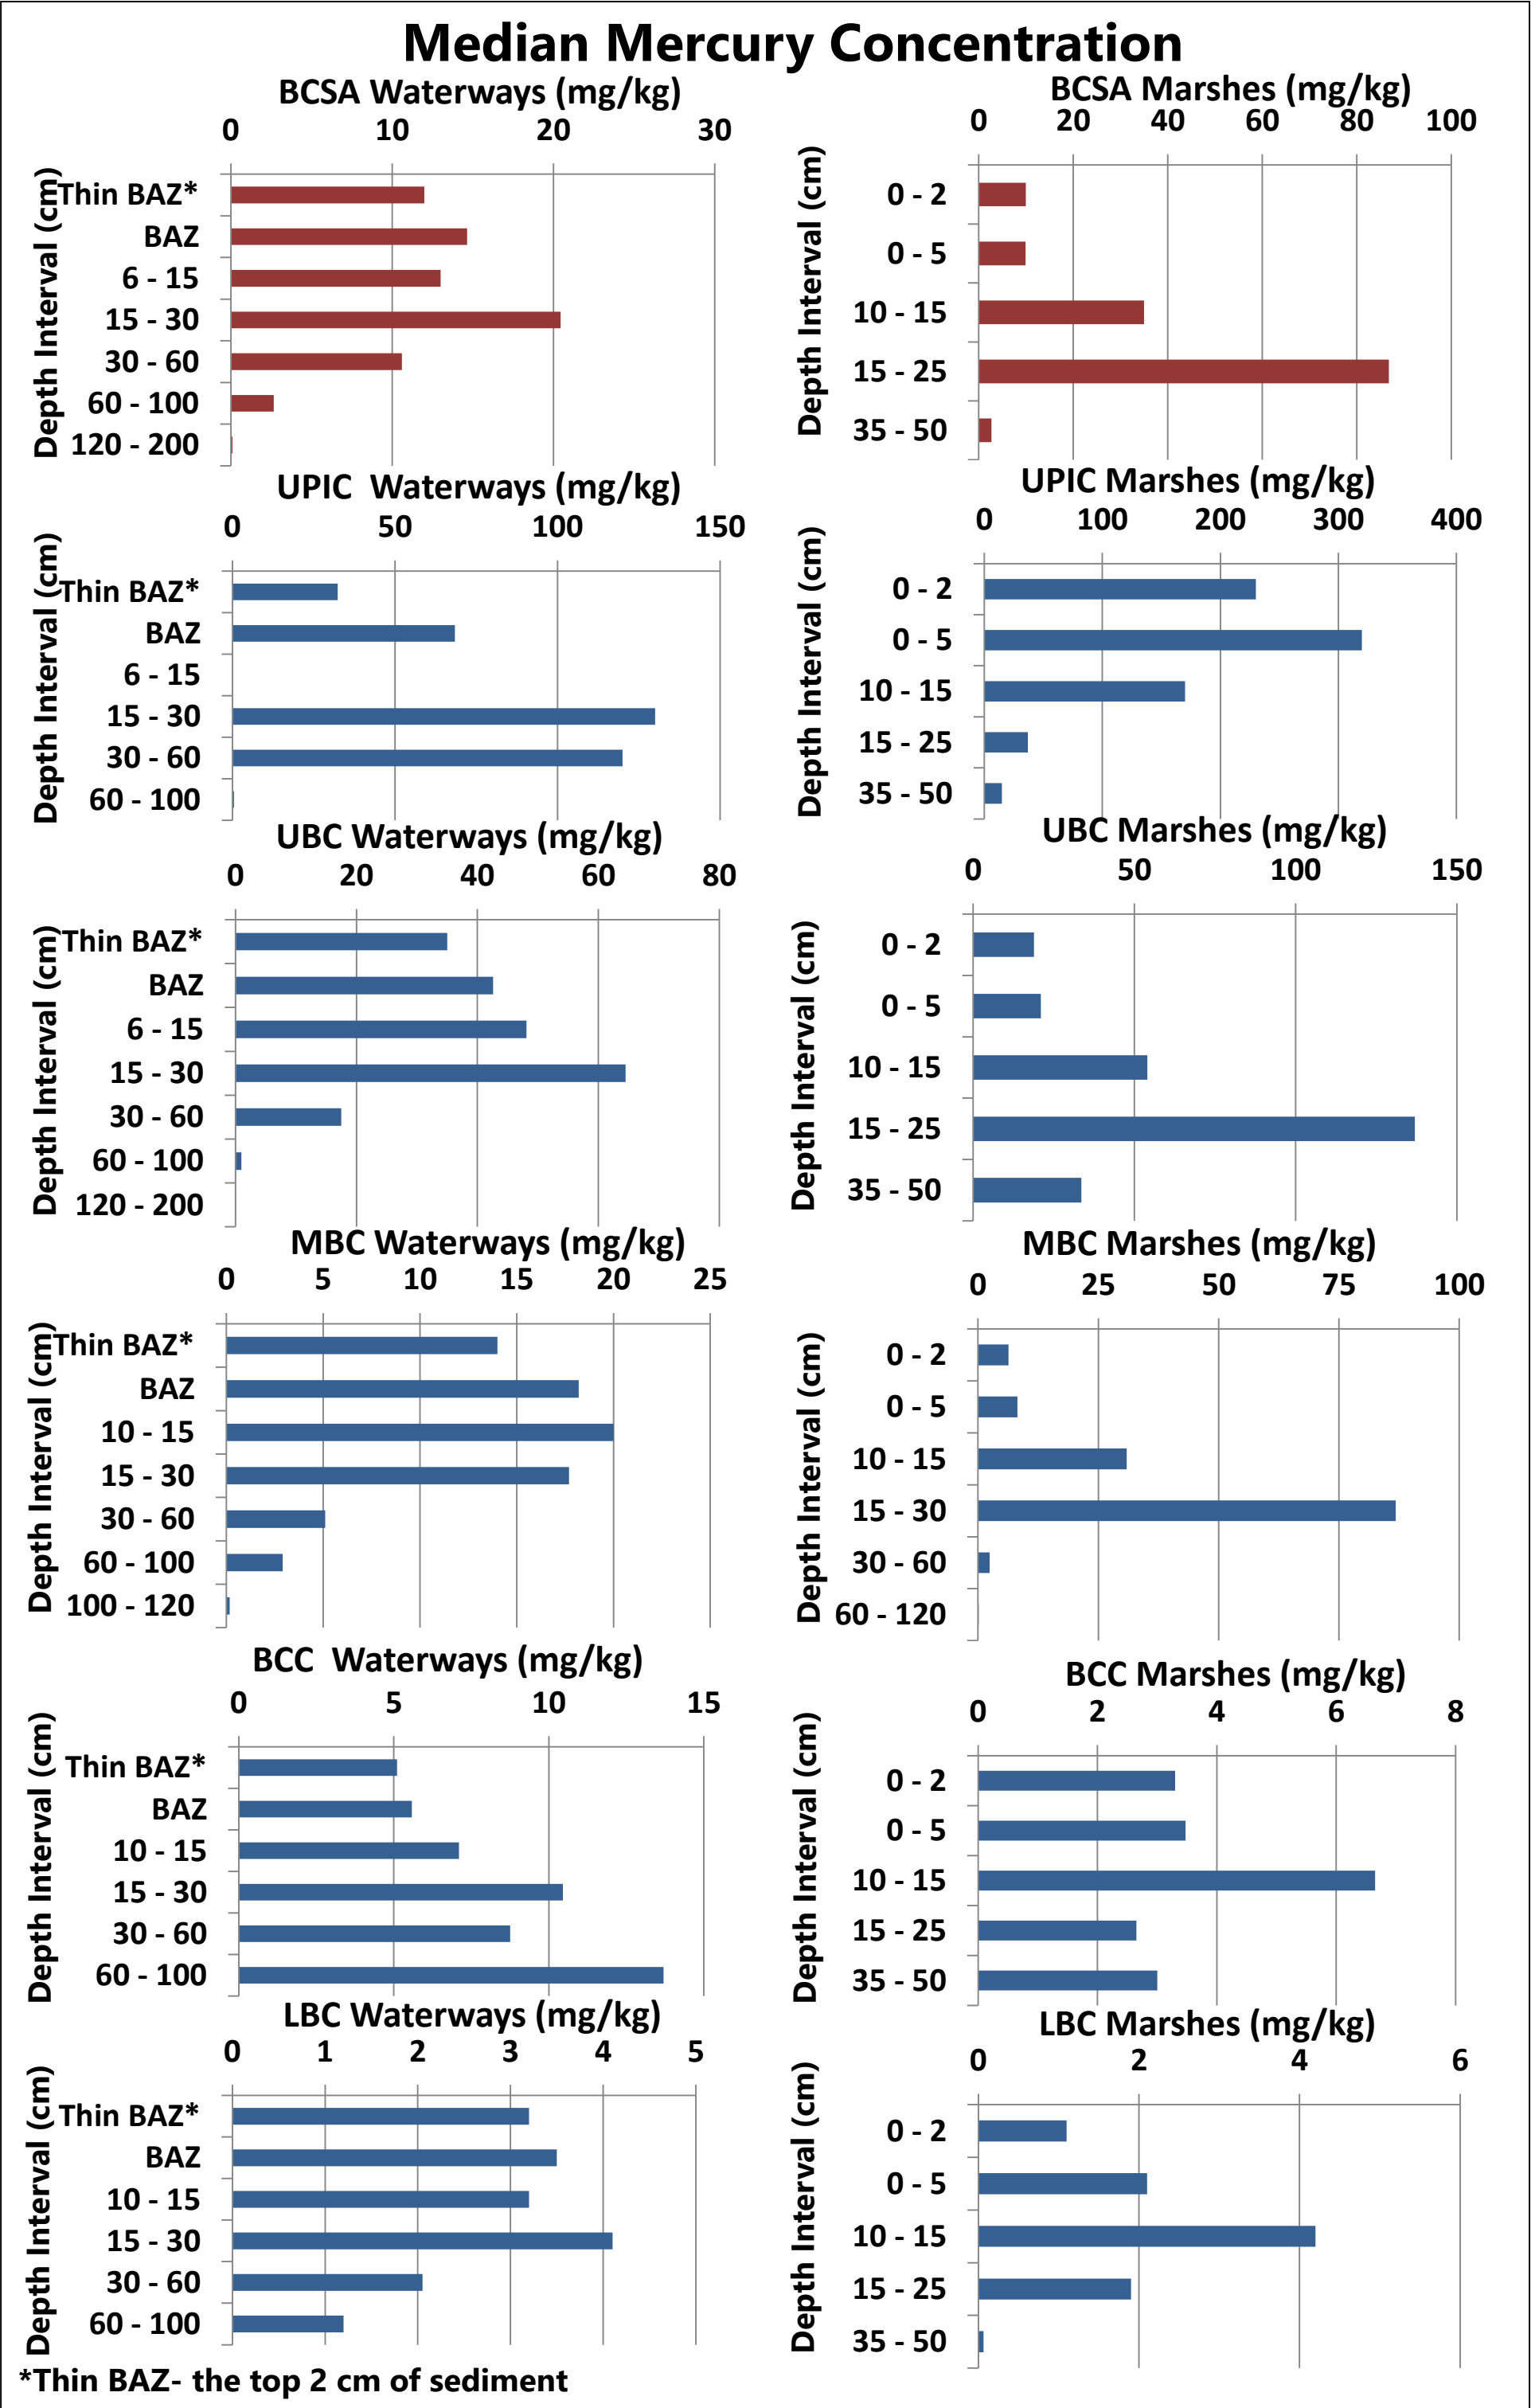 Median Mercury Concentration
BCSA Waterways (mg/kg)
0 10 20 30
Depth Interval (cm)
Thin BAZ*
BAZ
6 - 15
15 - 30
30 - 60
60 - 100
120 - 200
BCSA Marshes (mg/kg)
0 20 40 60 80 100
Depth Interval (cm)
0 - 2
0 - 5
10 - 15
15 - 25
35 - 50
UPIC  Waterways (mg/kg)
0 50 100 150
Depth Interval (cm)
Thin BAZ*
BAZ
6 - 15
15 - 30
30 - 60
60 - 100
UPIC Marshes (mg/kg)
0 100 200 300 400
Depth Interval (cm)
0 - 2
0 - 5
10 - 15
15 - 25
35 - 50
UBC Waterways (mg/kg)
0 20 40 60 80
Depth Interval (cm)
Thin BAZ*
BAZ
6 - 15
15 - 30
30 - 60
60 - 100
120 - 200
UBC Marshes (mg/kg)
0 50 100 150
Depth Interval (cm)
0 - 2
0 - 5
10 - 15
15 - 25
35 - 50
MBC Waterways (mg/kg)
0 5 10 15 20 25
Depth Interval (cm)
Thin BAZ*
BAZ
10 - 15
15 - 30
30 - 60
60 - 100
100 - 120
MBC Marshes (mg/kg)
0 25 50 75 100
Depth Interval (cm)
0 - 2
0 - 5
10 - 15
15 - 30
30 - 60
60 - 120
BCC  Waterways (mg/kg)
0 5 10 15
Depth Interval (cm)
Thin BAZ*
BAZ
10 - 15
15 - 30
30 - 60
60 - 100
BCC Marshes (mg/kg)
0 2 4 6 8
Depth Interval (cm)
0 - 2
0 - 5
10 - 15
15 - 25
35 - 50
LBC Waterways (mg/kg)
0 1 2 3 4 5
Depth Interval (cm)
Thin BAZ*
BAZ
10 - 15
15 - 30
30 - 60
60 - 100
LBC Marshes (mg/kg)
0 2 4 6
Depth Interval (cm)
0 - 2
0 - 5
10 - 15
15 - 25
35 - 50
*Thin BAZ- the top 2 cm of sediment